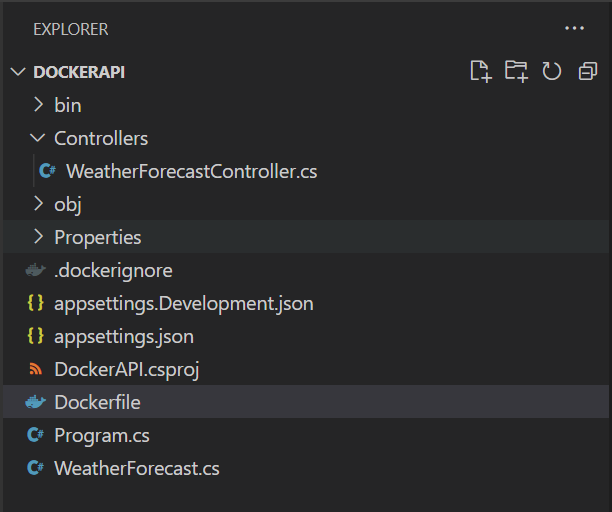 EXPLORER
DOCKERAPI
bin
Controllers
C# WeatherForecastController.cs
obj
Properties
.dockerignore
{} appsettings.Development.json
{} appsettings.json
DockerAPI.csproj
Dockerfile
C# Program.cs
C# WeatherForecast.cs